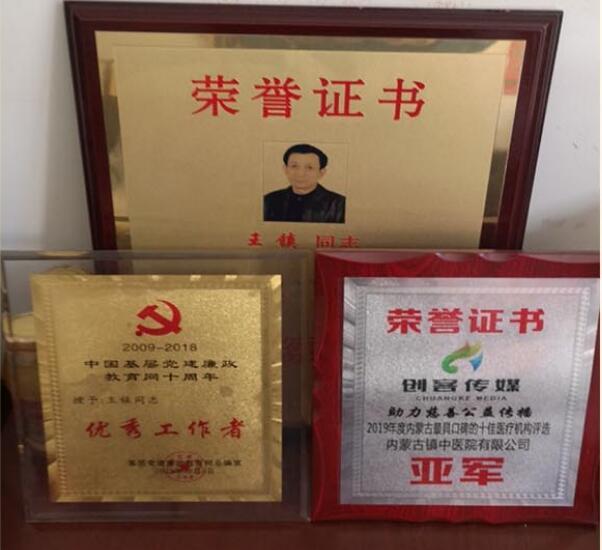 荣誉证书
王镇 同志
2009-2018
中国基层党建廉政
教育网十周年
授予:王镇同志
优秀工作者
荣誉证书
创客传媒
CHUANGKE MEDIA
助力慈善公益传播
2019年度内蒙古最具口碑的十佳医疗机构评选
内蒙古镇中医院有限公司
亚军